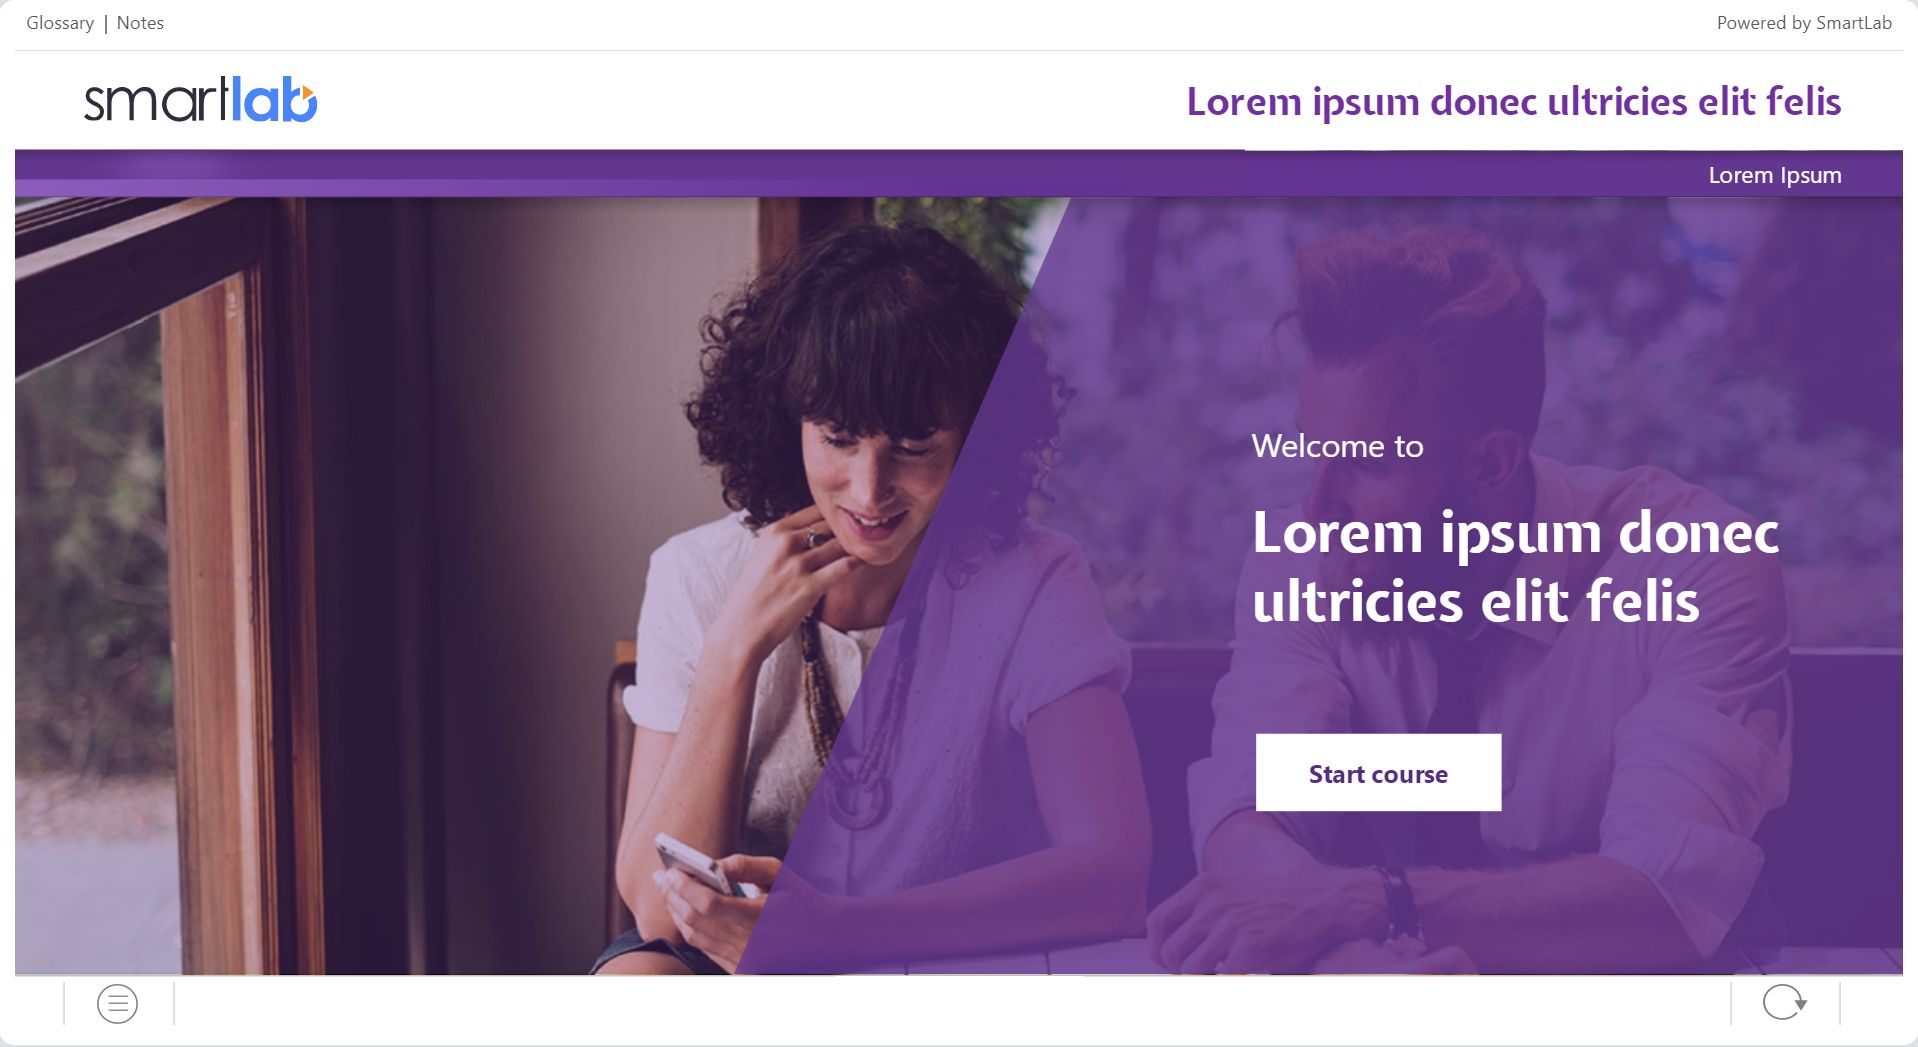 Glossary | Notes
Powered by SmartLab
smartlab
Lorem ipsum donec ultricies elit felis
Lorem Ipsum
Welcome to
Lorem ipsum donec
ultricies elit felis
Start course